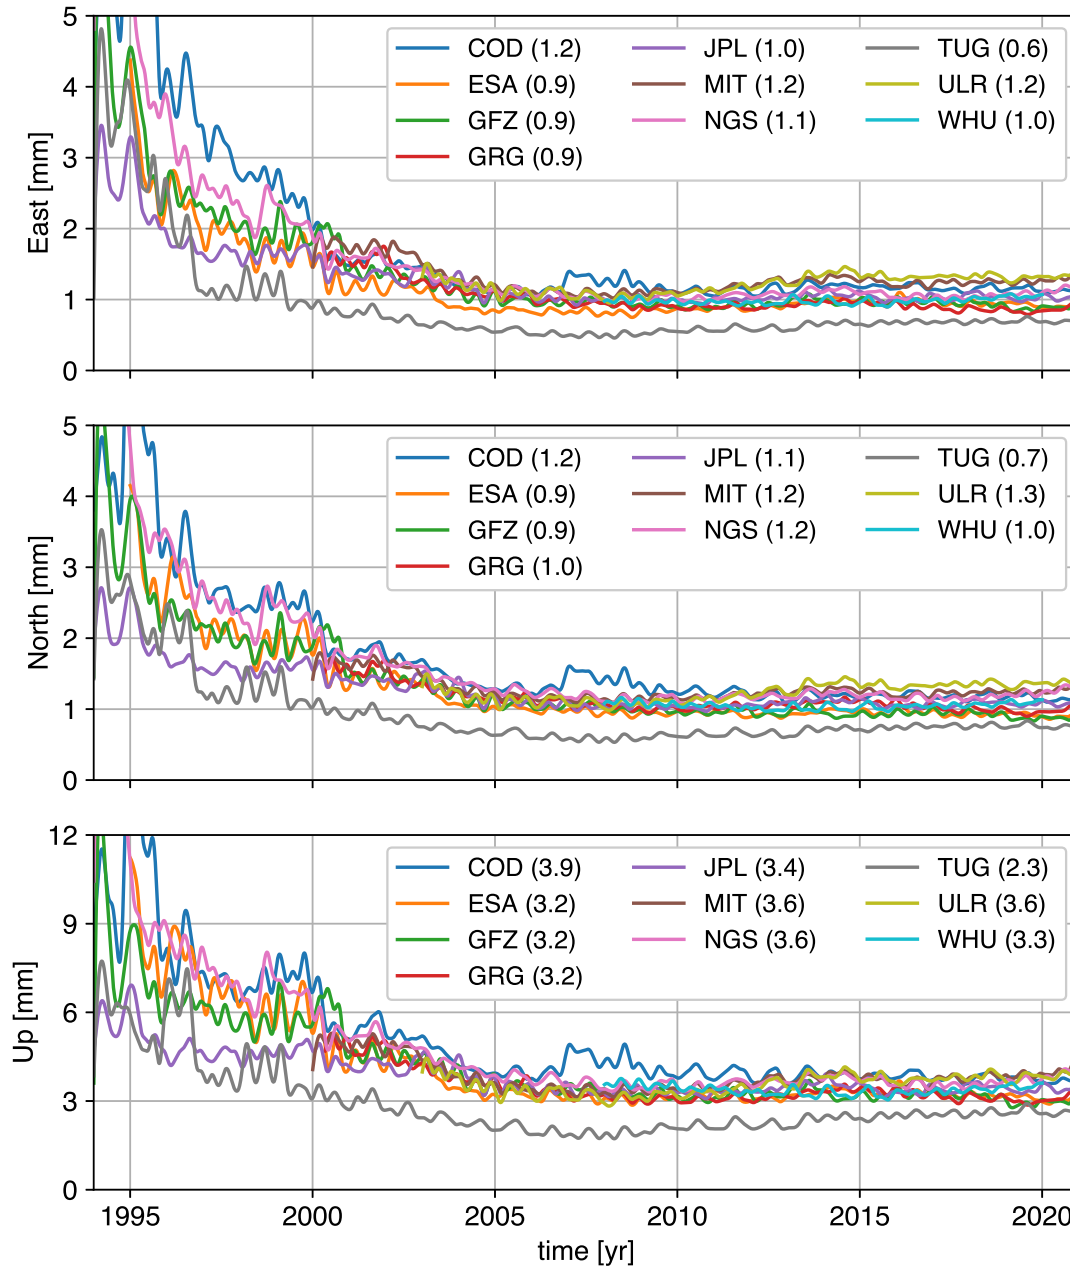 5
4
3
2
1
0
East [mm]
COD (1.2) JPL (1.0) TUG (0.6)
ESA (0.9) MIT (1.2) ULR (1.2)
GFZ (0.9) NGS (1.1) WHU (1.0)
GRG (0.9)
5
4
3
2
1
0
North [mm]
COD (1.2) JPL (1.1) TUG (0.7)
ESA (0.9) MIT (1.2) ULR (1.3)
GFZ (0.9) NGS (1.2) WHU (1.0)
GRG (1.0)
12
9
6
3
0
Up [mm]
COD (3.9) JPL (3.4) TUG (2.3)
ESA (3.2) MIT (3.6) ULR (3.6)
GFZ (3.2) NGS (3.6) WHU (3.3)
GRG (3.2)
1995 2000 2005 2010 2015 2020
time [yr]